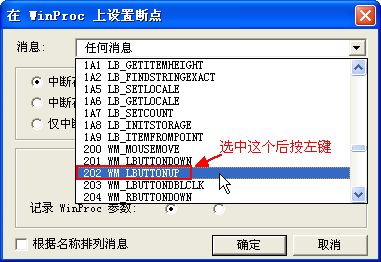 在 WinProc 上设置断点
消息: 任何消息
1A1 LB_GETITEMHEIGHT
中断在
1A2 LB_FINDSTRINGEXACT
1A5 LB_SETLOCALE
中断在
1A6 LB_GETLOCALE
1A7 LB_SETCOUNT
仅中断
1A8 LB_INITSTORAGE
1A9 LB_ITEMFROMPOINT
200 WM_MOUSEMOVE
选中这个后按左键
201 WM_LBUTTONDOWN
202 WM_LBUTTONUP
203 WM_LBUTTONDBLCLK
204 WM_RBUTTONDOWN
记录 WinProc 参数:
根据名称排列消息
确定
取消